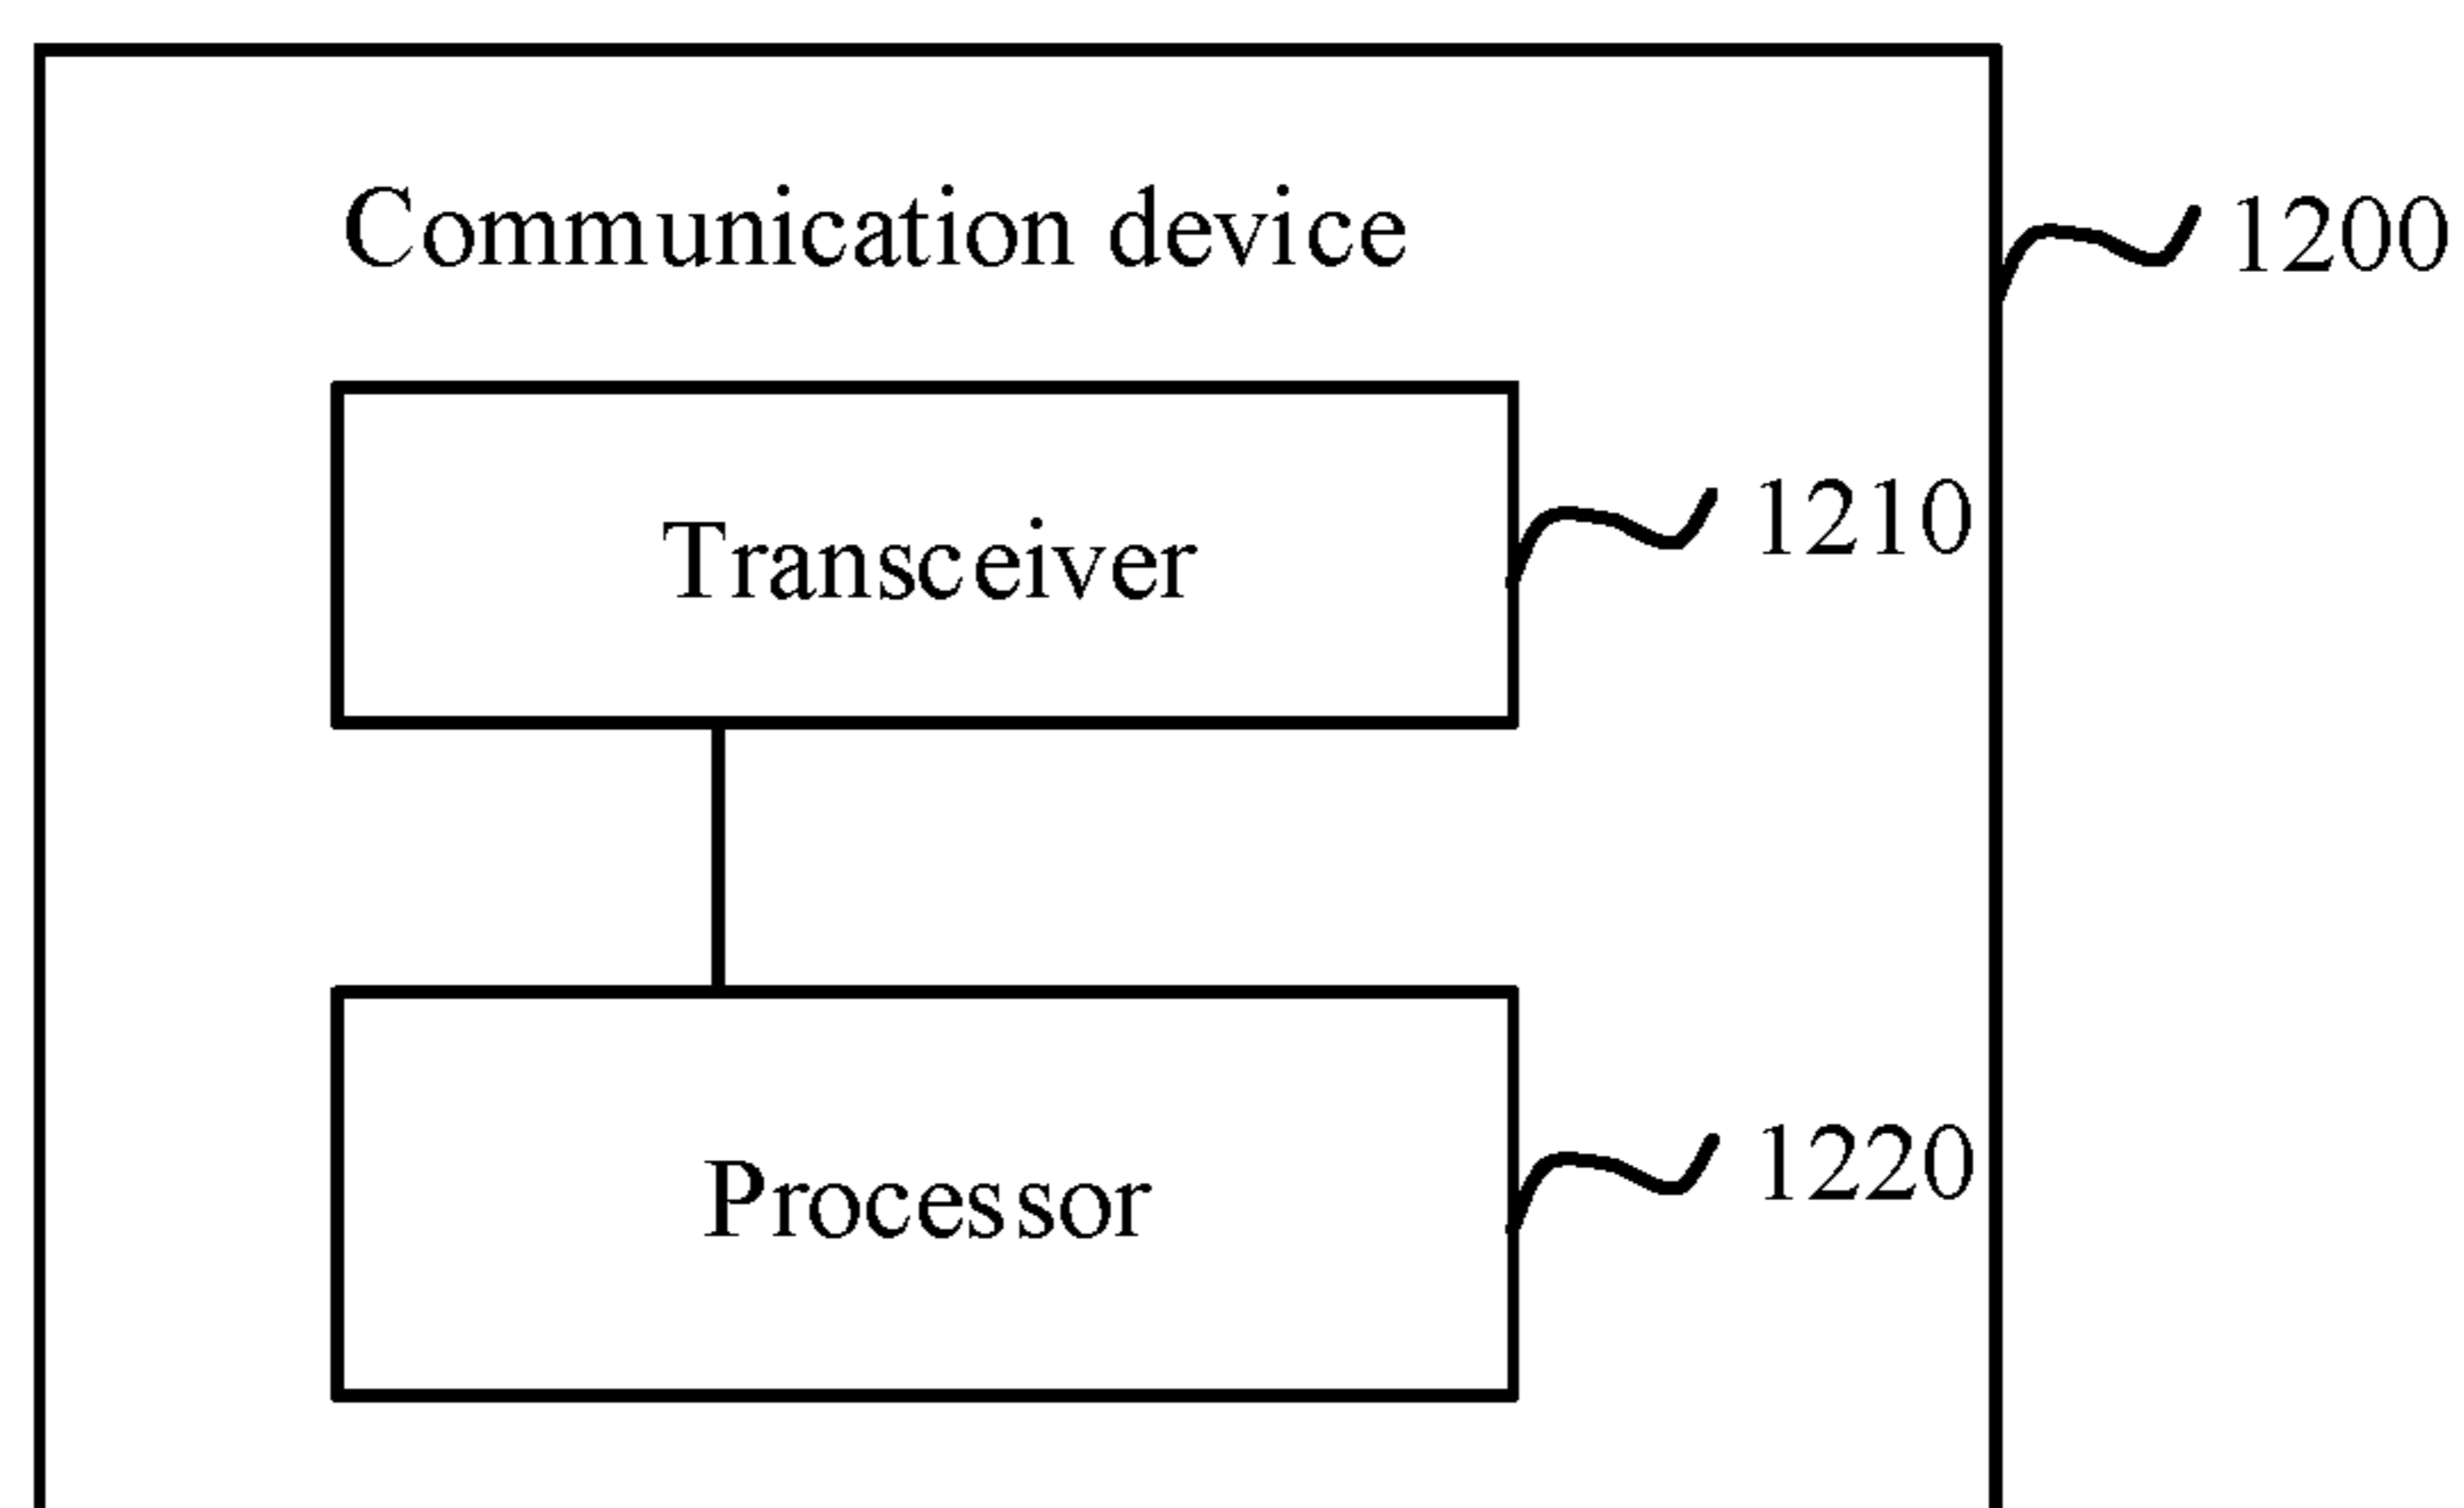 Communication device
1200
Transceiver
1210
Processor
1220